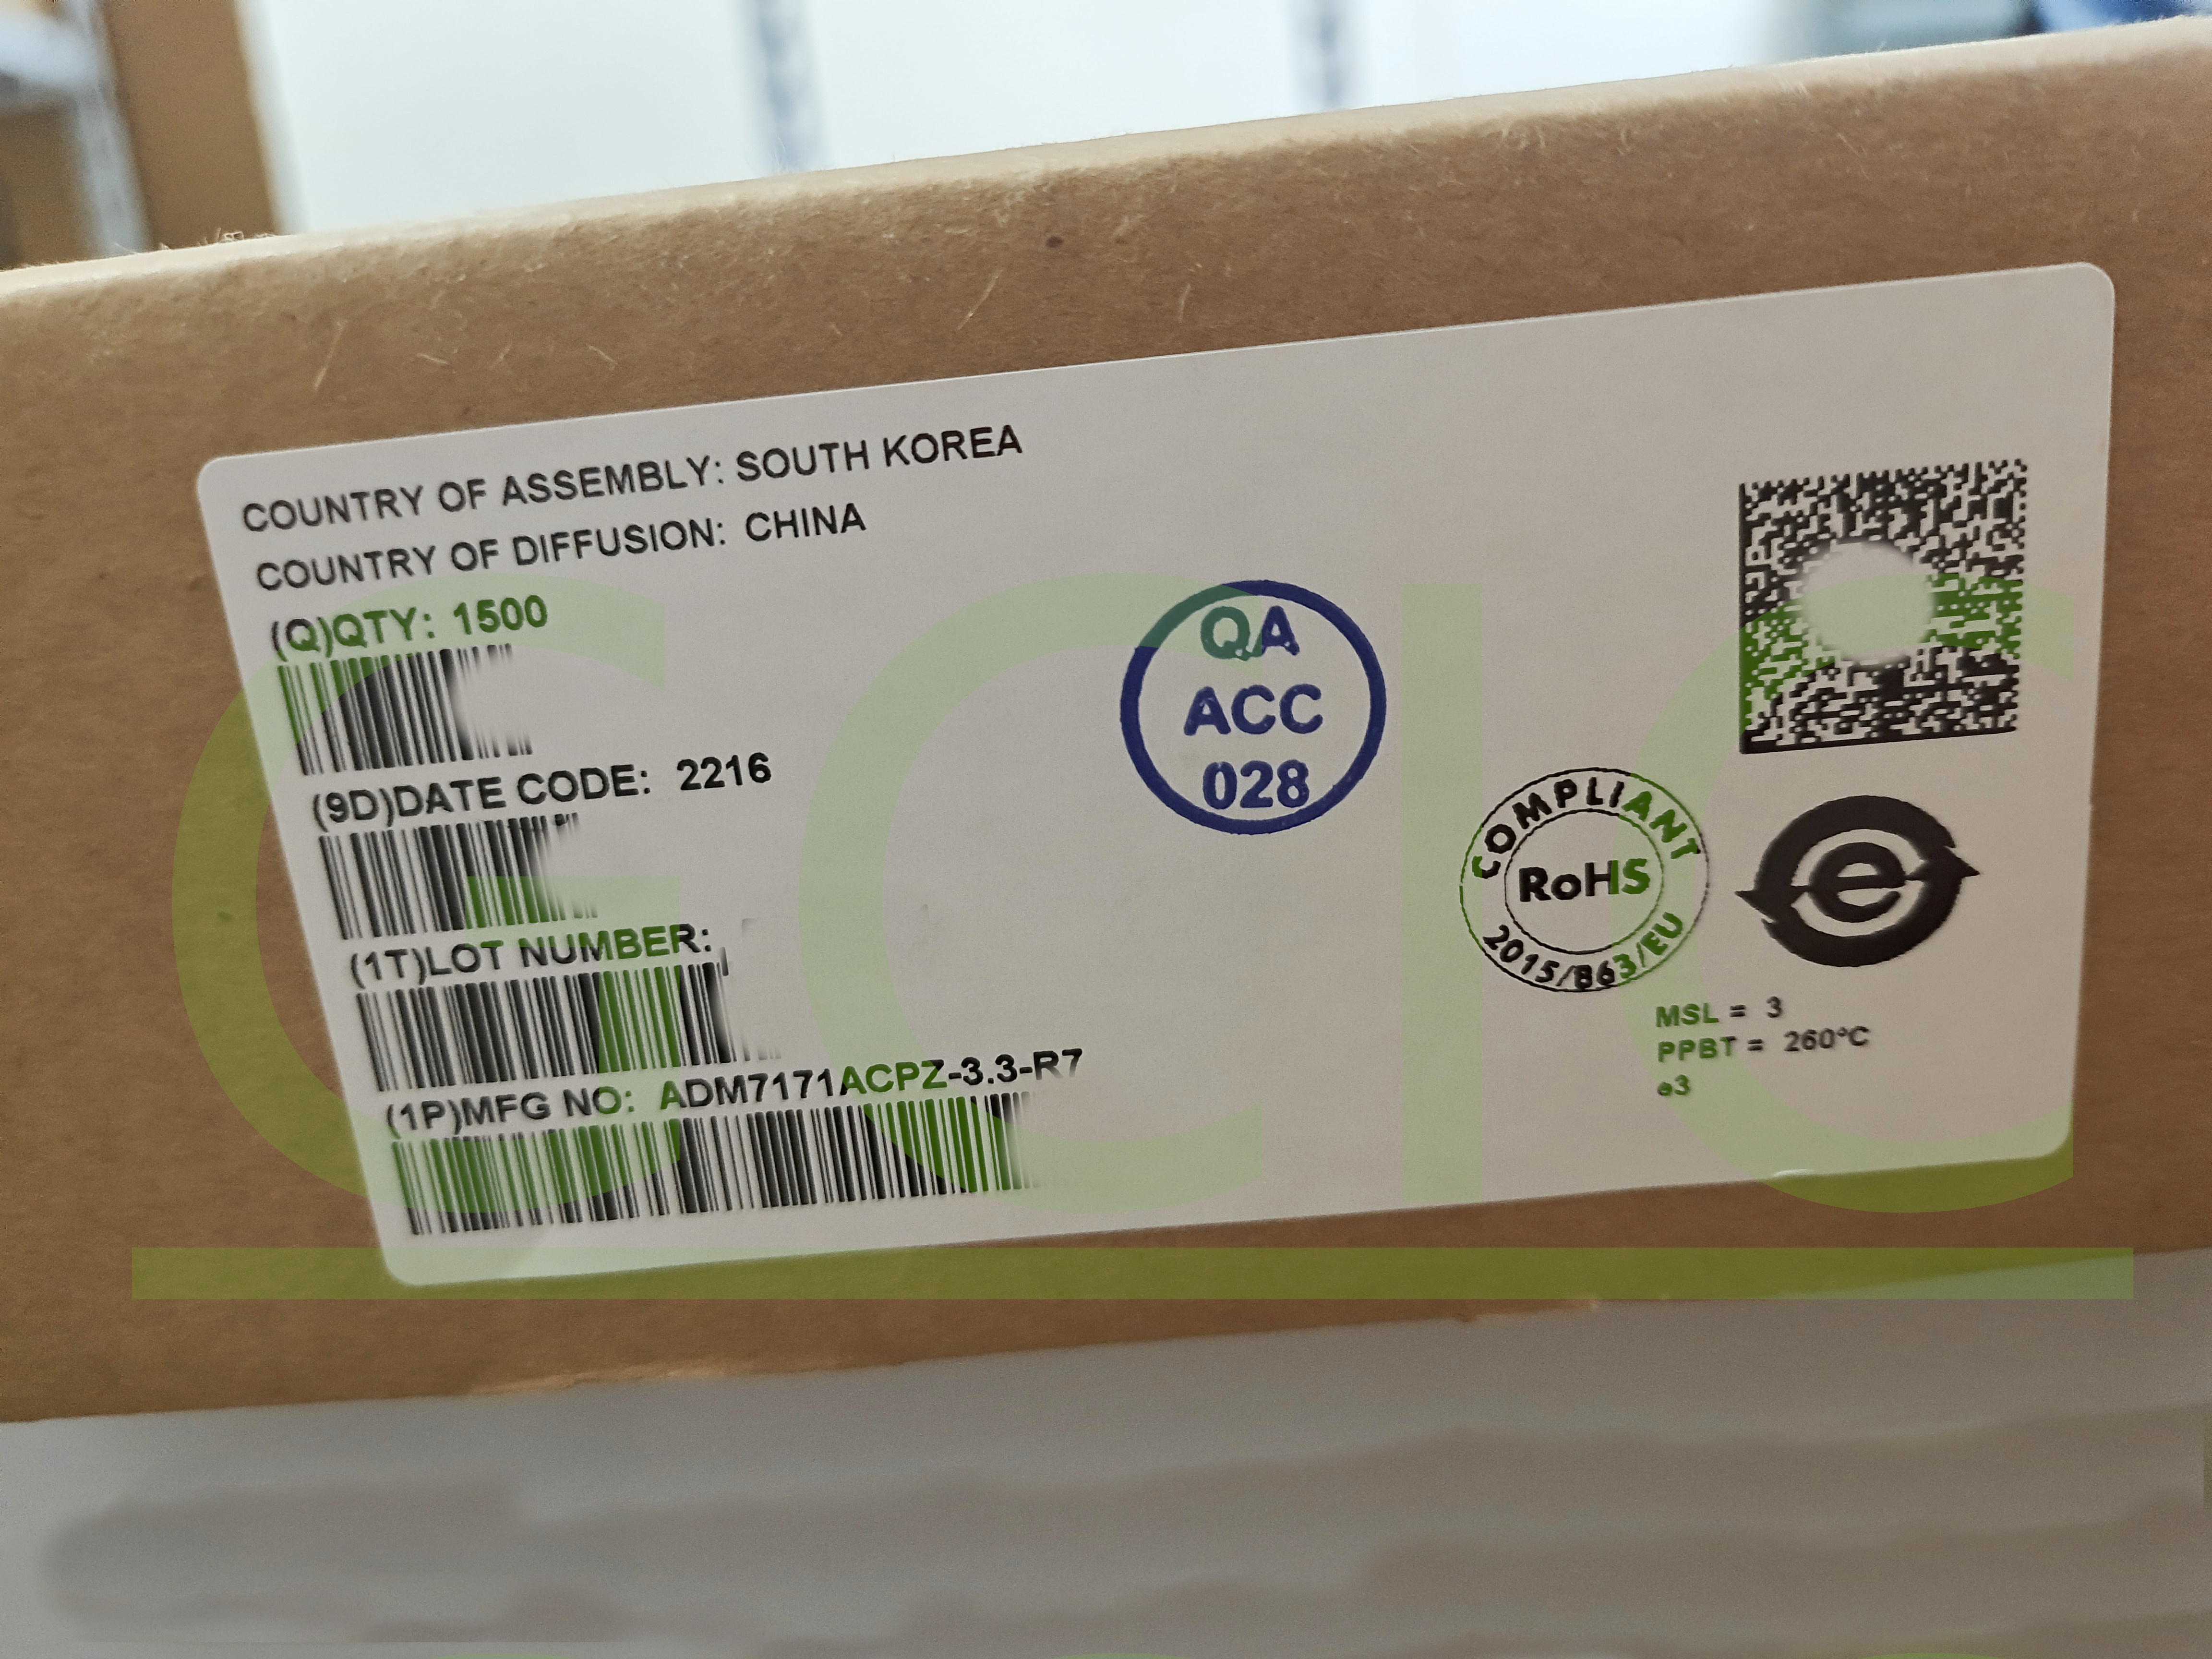 COUNTRY OF ASSEMBLY: SOUTH KOREA
COUNTRY OF DIFFUSION: CHINA
(Q)QTY: 1500
(9D)DATE CODE: 2216
(1T)LOT NUMBER:
(1P)MFG NO: ADM7171ACPZ-3.3-R7
QA
ACC
028
COMPLIANT
RoHS
2015/863/EU
e
MSL = 3
PPBT = 260°C
e3
GCIC